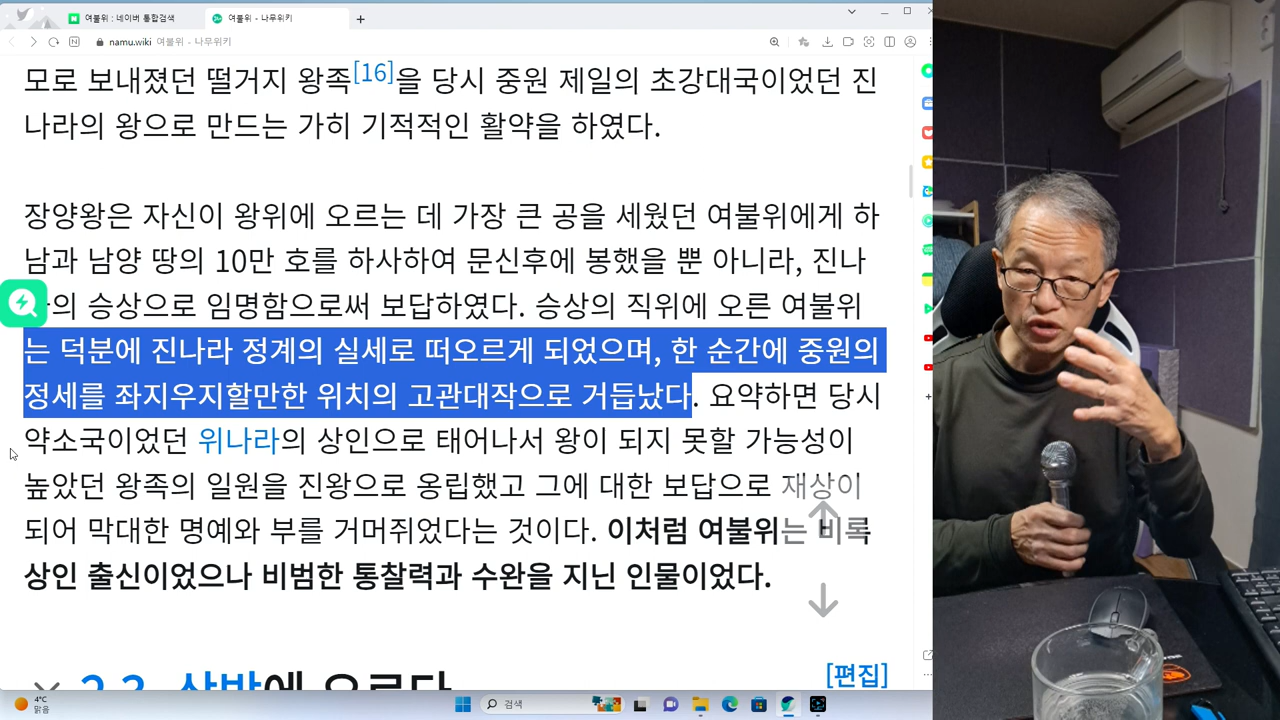 여불위 : 네이버 통합검색
여불위 - 나무위키
namu.wiki 여불위 - 나무위키
모로 보내졌던 떨거지 왕족[16]을 당시 중원 제일의 초강대국이었던 진
나라의 왕으로 만드는 가히 기적적인 활약을 하였다.
장양왕은 자신이 왕위에 오르는 데 가장 큰 공을 세웠던 여불위에게 하
남과 남양 땅의 10만 호를 하사하여 문신후에 봉했을 뿐 아니라, 진나
의 승상으로 임명함으로써 보답하였다. 승상의 직위에 오른 여불위
는 덕분에 진나라 정계의 실세로 떠오르게 되었으며, 한 순간에 중원의
정세를 좌지우지할만한 위치의 고관대작으로 거듭났다. 요약하면 당시
약소국이었던 위나라의 상인으로 태어나서 왕이 되지 못할 가능성이
높았던 왕족의 일원을 진왕으로 옹립했고 그에 대한 보답으로 재상이
되어 막대한 명예와 부를 거머쥐었다는 것이다. 이처럼 여불위는 비록
상인 출신이었으나 비범한 통찰력과 수완을 지닌 인물이었다.
[편집]
4°C
맑음
검색